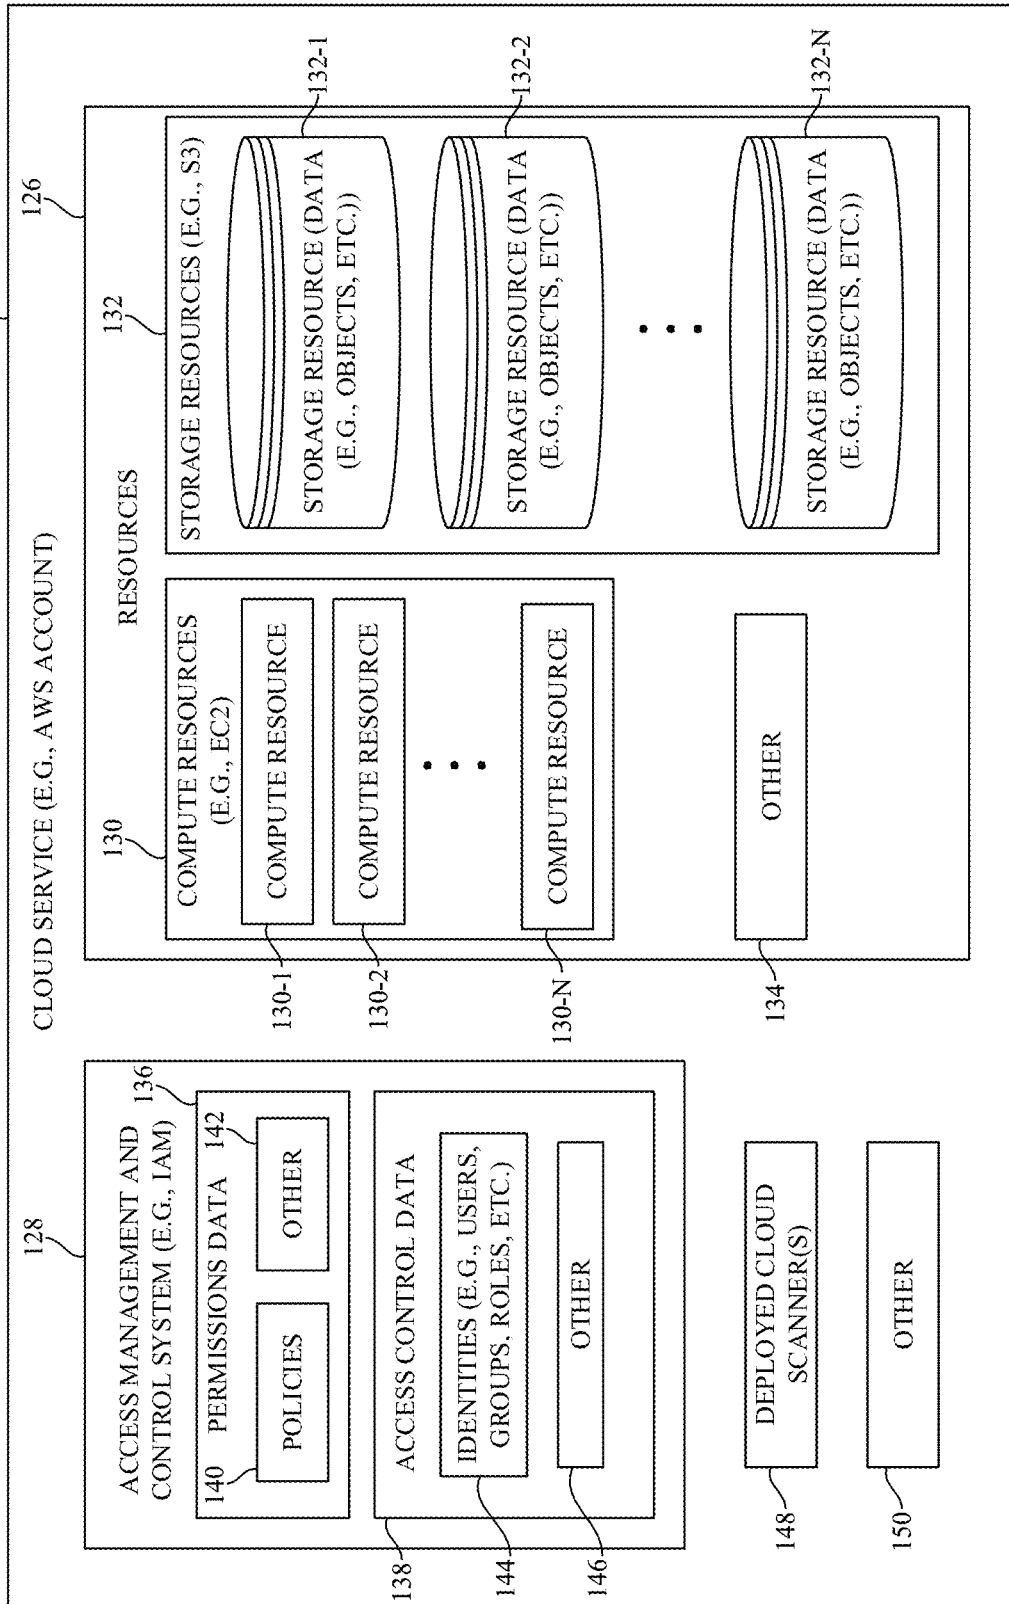 CLOUD SERVICE (E.G., AWS ACCOUNT)
128
ACCESS MANAGEMENT AND
CONTROL SYSTEM (E.G., IAM)
136
PERMISSIONS DATA
140
POLICIES
142
OTHER
138
ACCESS CONTROL DATA
IDENTITIES (E.G., USERS,
GROUPS, ROLES, ETC.)
144
OTHER
146
DEPLOYED CLOUD
SCANNER(S)
148
OTHER
150
126
RESOURCES
130
COMPUTE RESOURCES
(E.G., EC2)
COMPUTE RESOURCE
130-1
COMPUTE RESOURCE
130-2
COMPUTE RESOURCE
130-N
OTHER
134
132
STORAGE RESOURCES (E.G., S3)
STORAGE RESOURCE (DATA
(E.G., OBJECTS, ETC.))
132-1
STORAGE RESOURCE (DATA
(E.G., OBJECTS, ETC.))
132-2
STORAGE RESOURCE (DATA
(E.G., OBJECTS, ETC.))
132-N